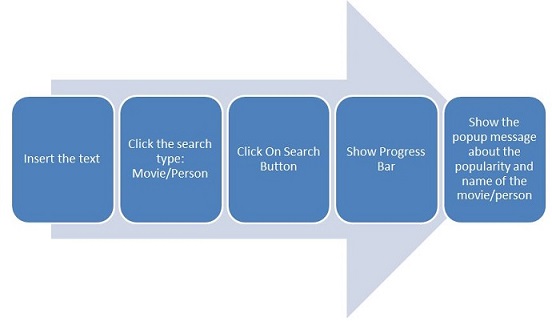 Insert the text
Click the search
type:
Movie/Person
Click On Search
Button
Show Progress
Bar
Show the
popup message
about the
popularity and
name of the
movie/person